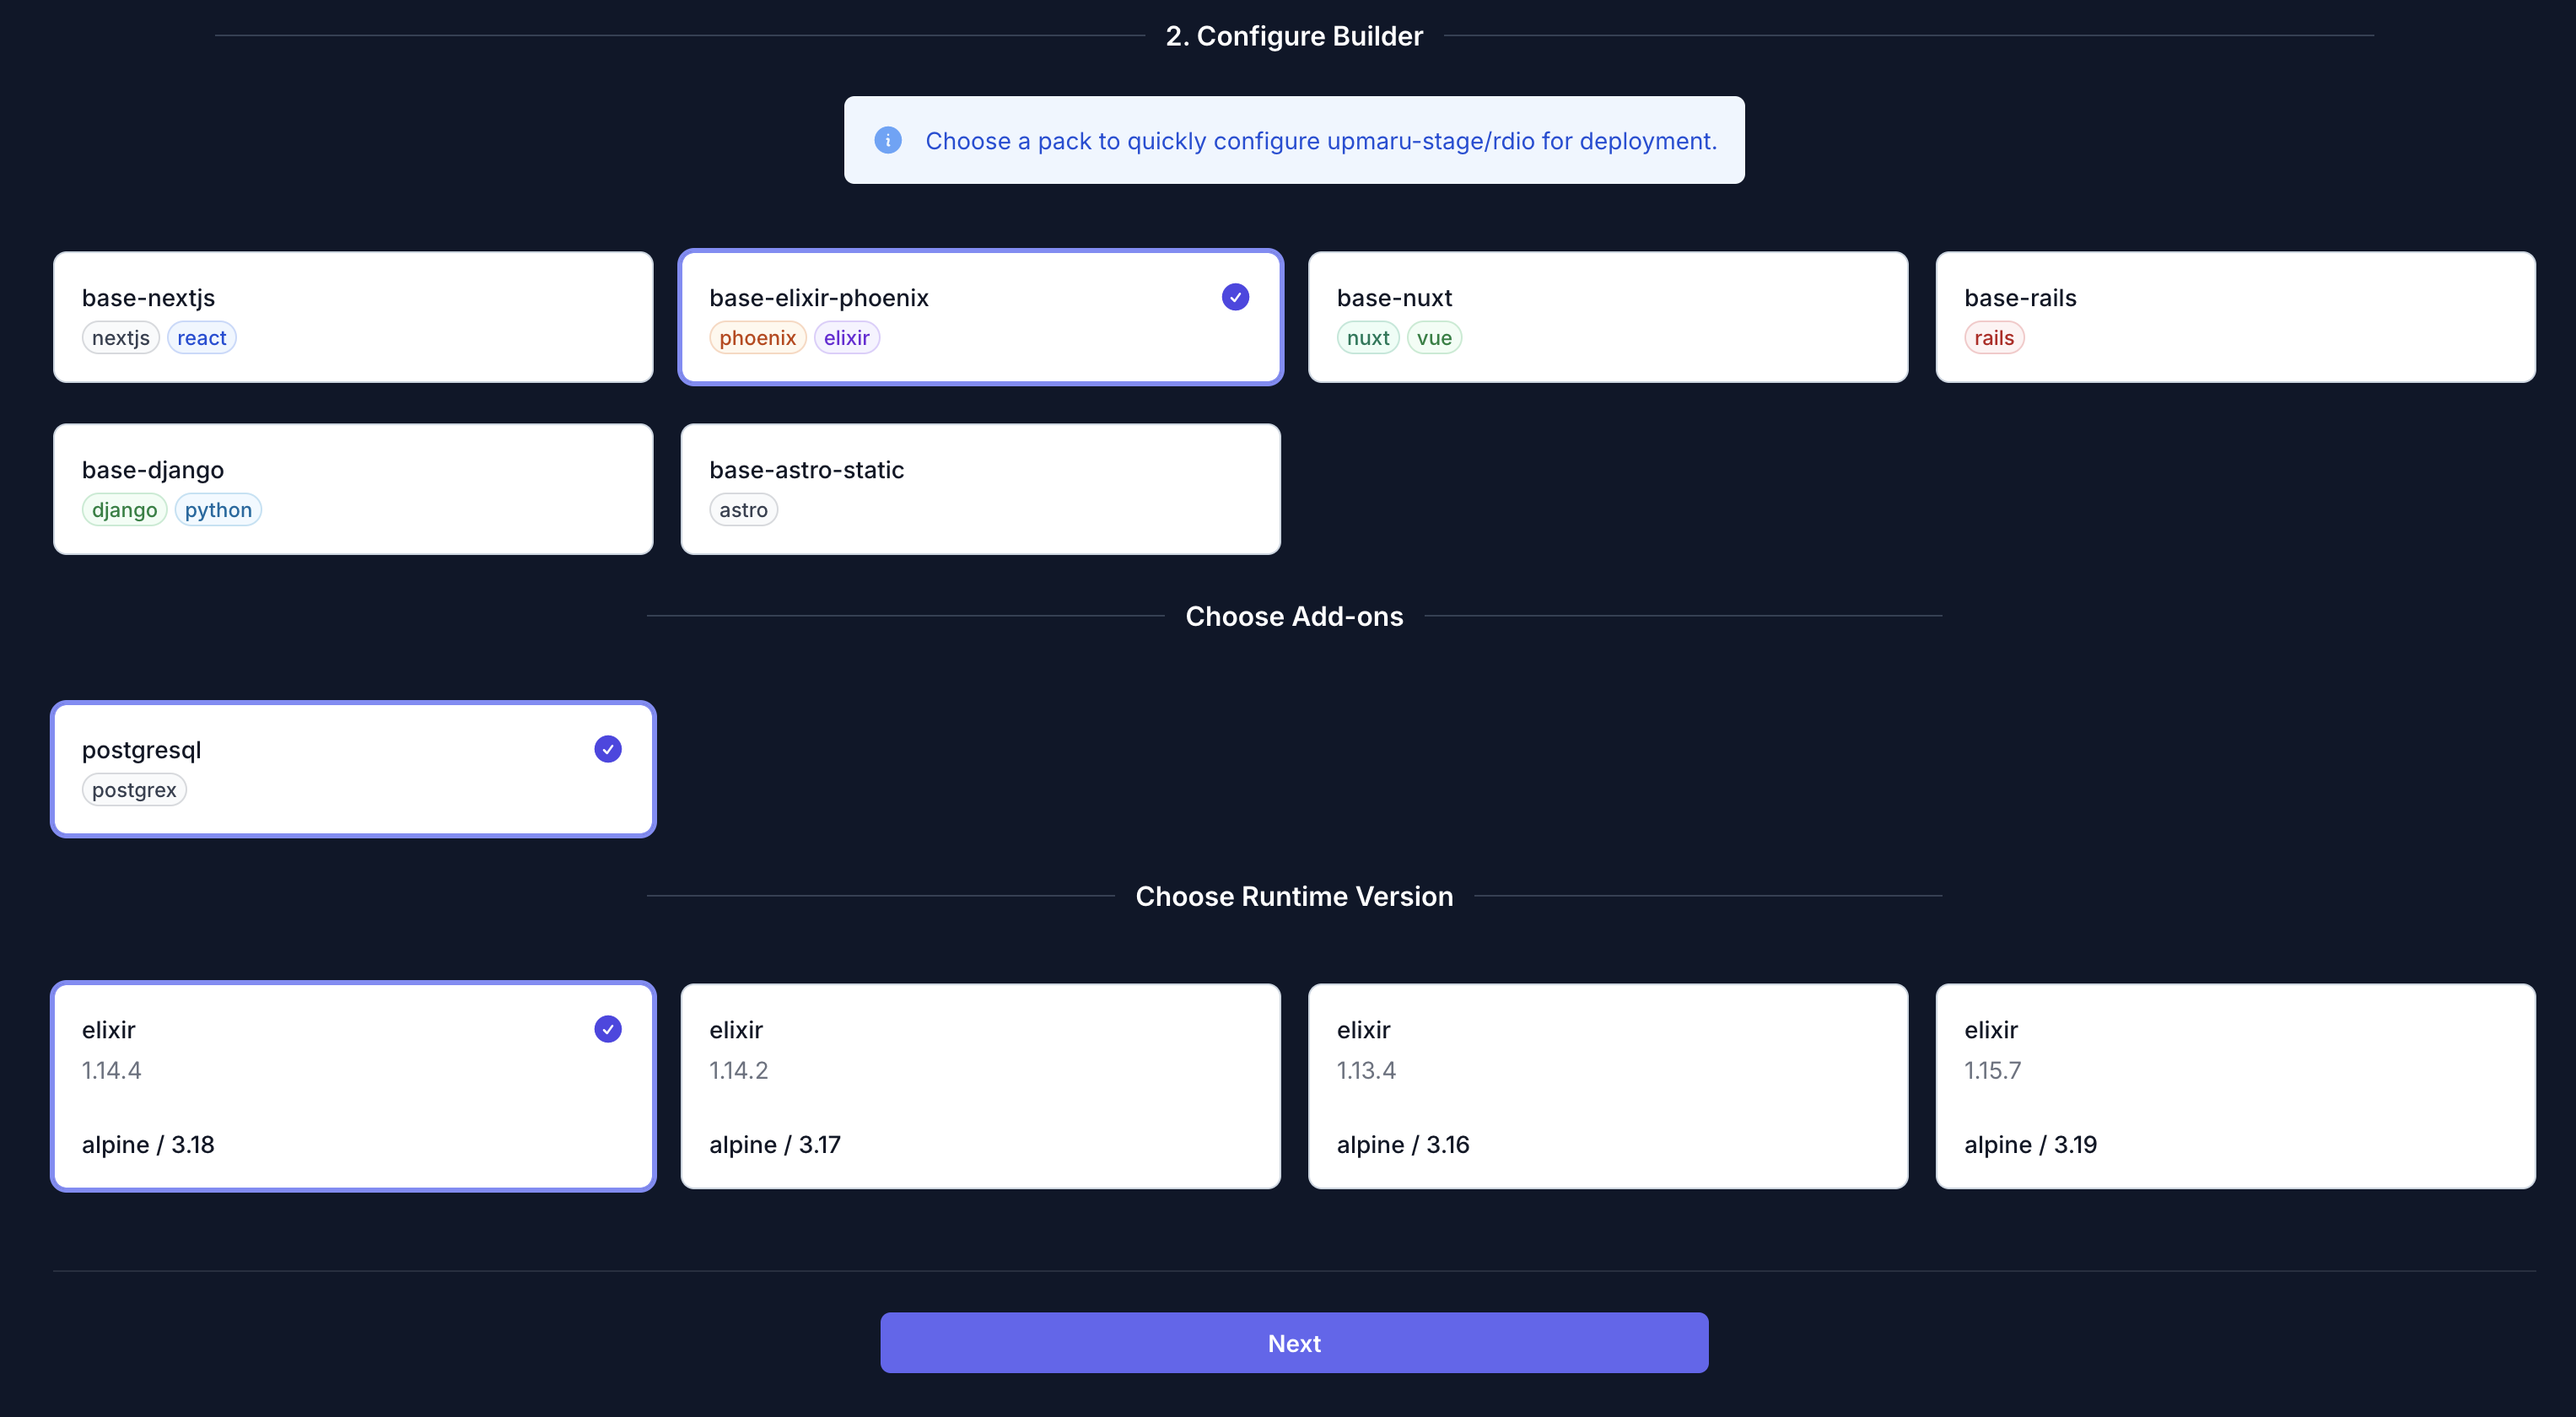 2. Configure Builder
Choose a pack to quickly configure upmaru-stage/rdio for deployment.
base-nextjs
nextjs react
base-elixir-phoenix
phoenix elixir
base-nuxt
nuxt vue
base-rails
rails
base-django
django python
base-astro-static
astro
Choose Add-ons
postgresql
postgrex
Choose Runtime Version
elixir
1.14.4
alpine / 3.18
elixir
1.14.2
alpine / 3.17
elixir
1.13.4
alpine / 3.16
elixir
1.15.7
alpine / 3.19
Next